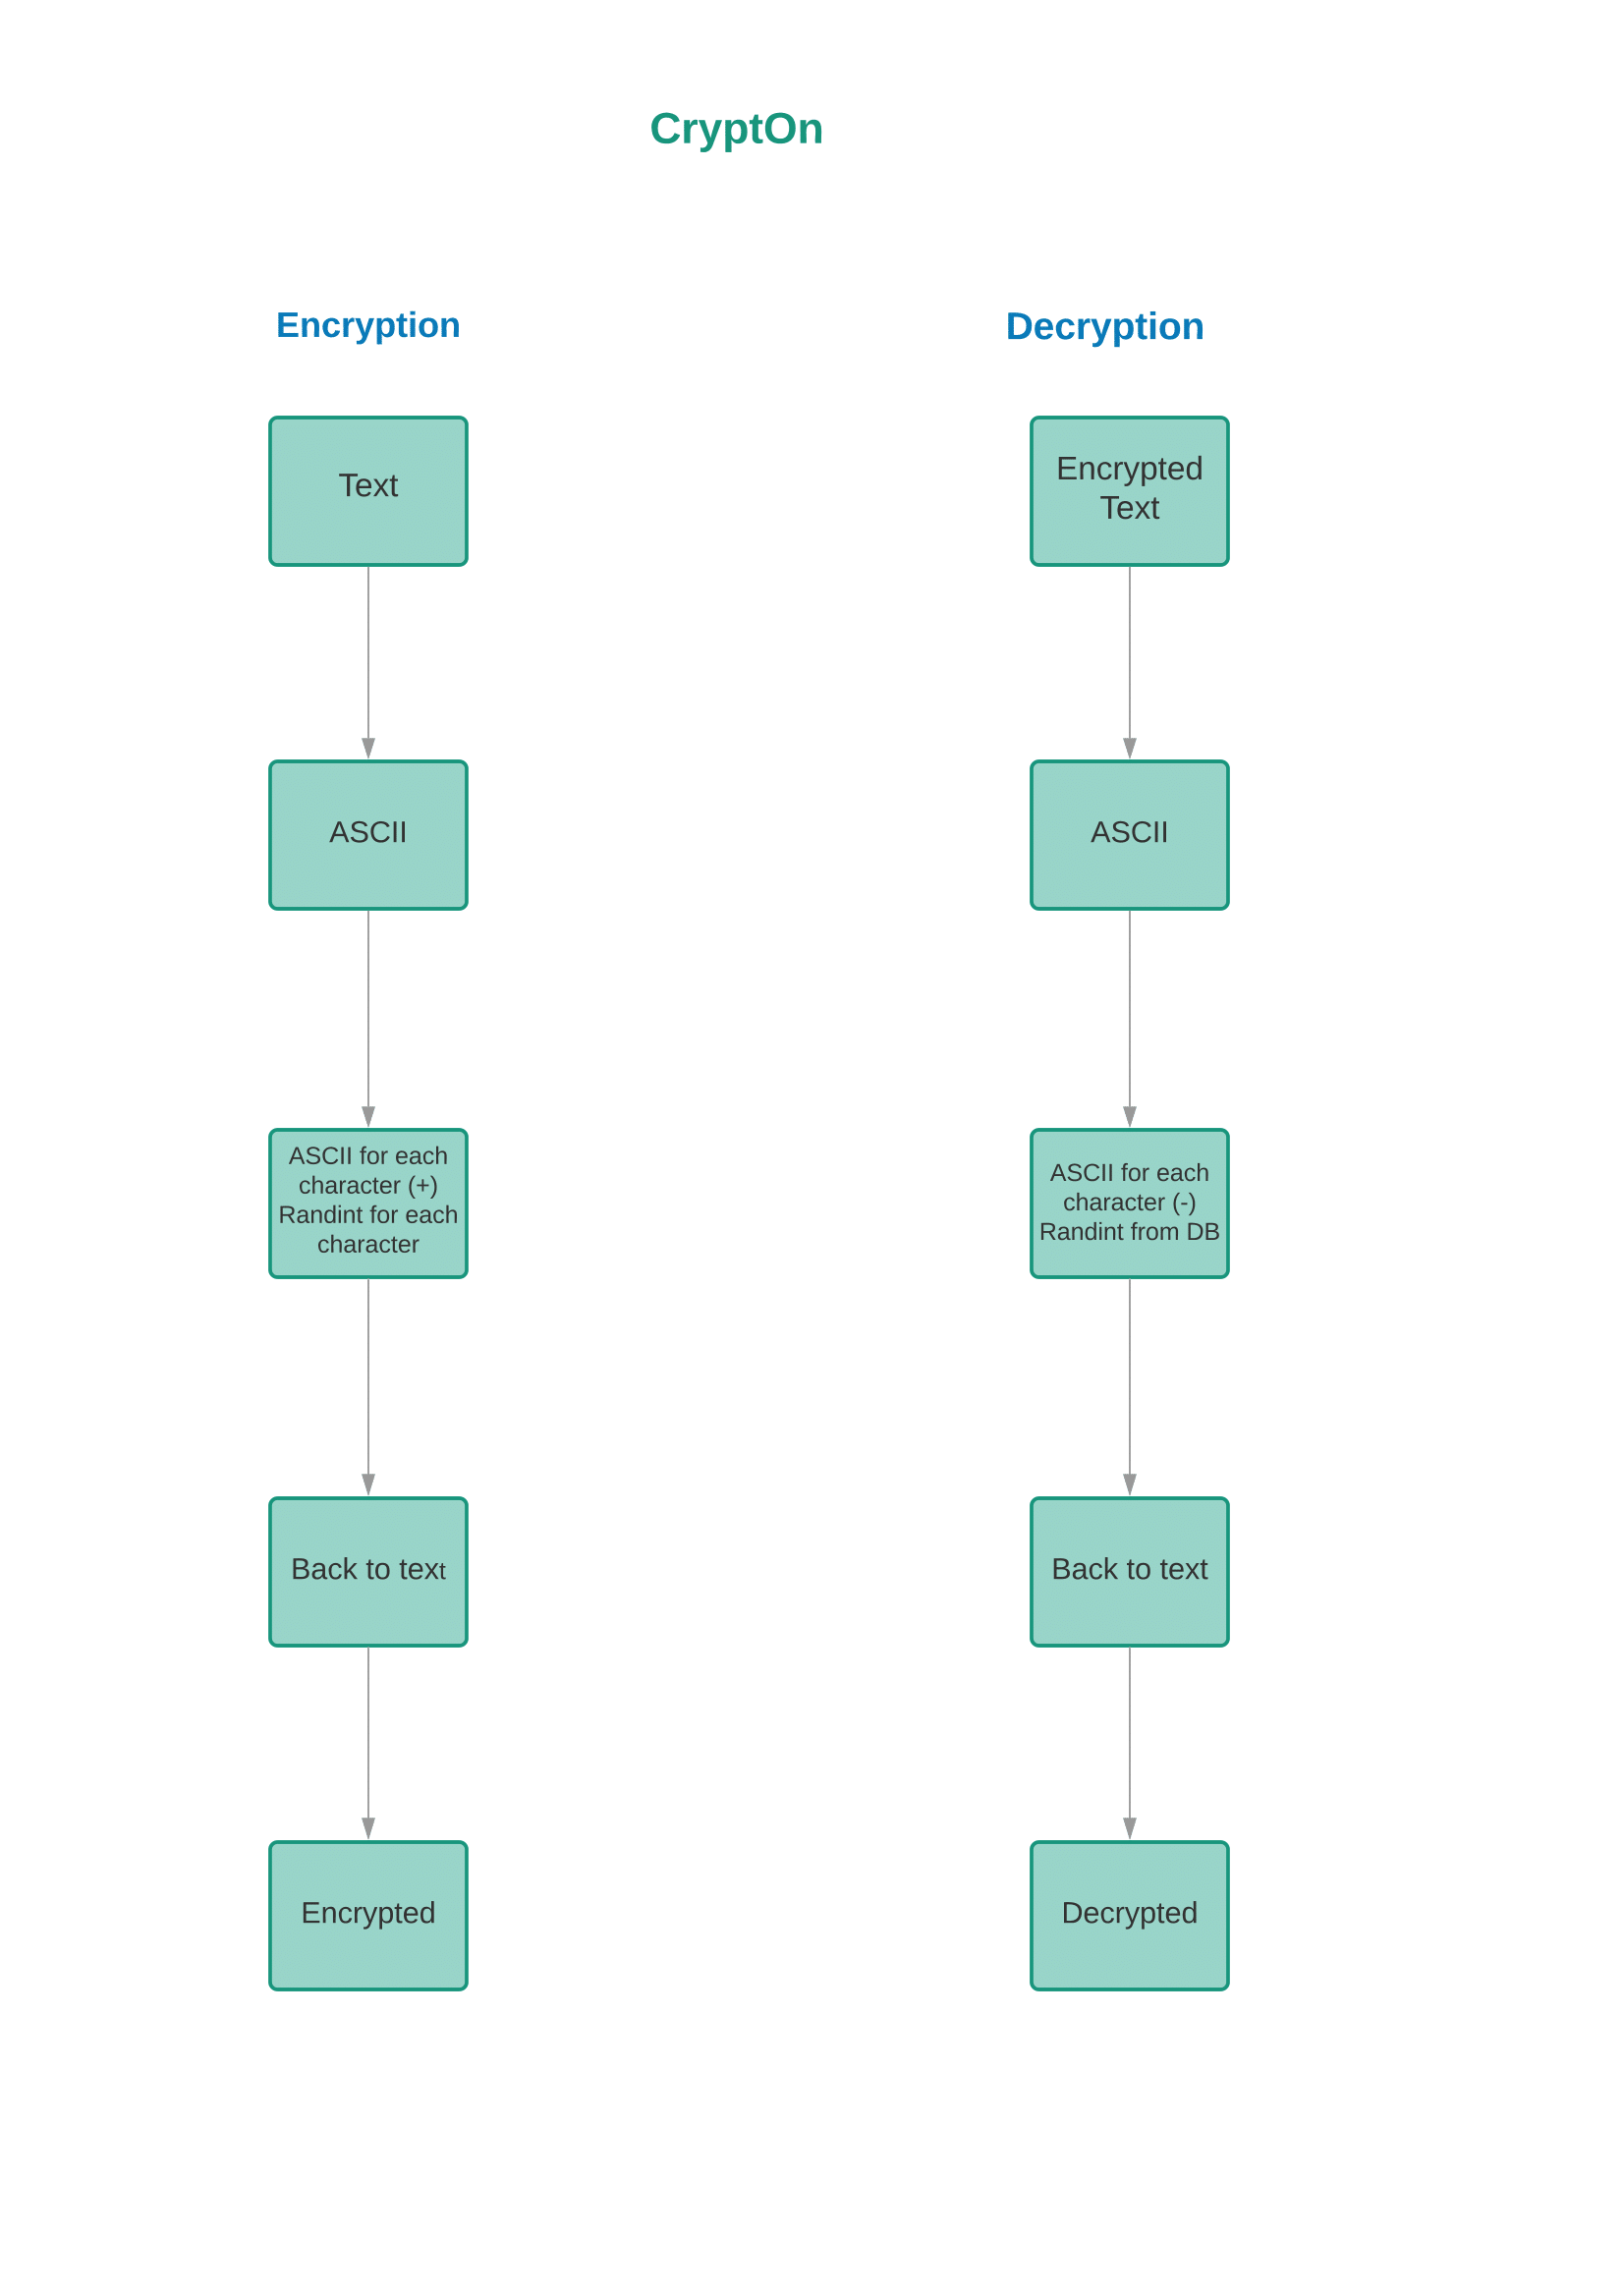 CryptOn
Encryption
Text
ASCII
ASCII for each
character (+)
Randint for each
character
Back to text
Encrypted
Decryption
Encrypted
Text
ASCII
ASCII for each
character (-)
Randint from DB
Back to text
Decrypted